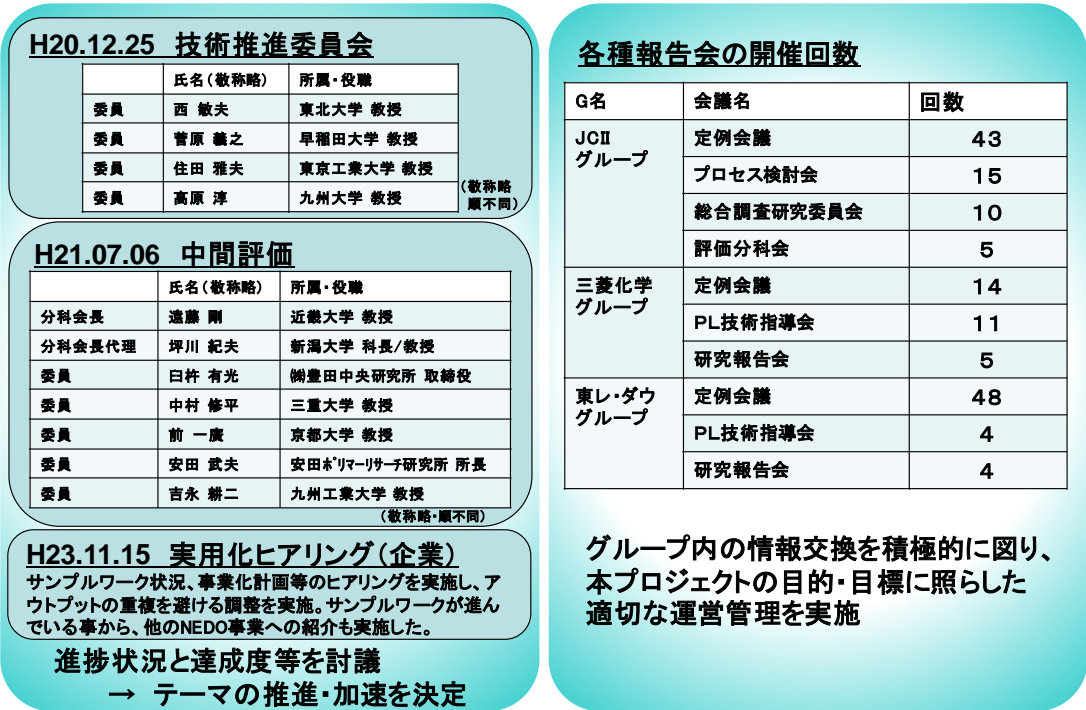 H20.12.25 技術推進委員会
氏名(敬称略) 所属・役職
委員 西 敏夫 東北大学 教授
委員 菅原 義之 早稲田大学 教授
委員 住田 雅夫 東京工業大学 教授
委員 高原 淳 九州大学 教授
(敬称略
順不同)
H21.07.06 中間評価
氏名(敬称略) 所属・役職
分科会長 遠藤 剛 近畿大学 教授
分科会長代理 坪川 紀夫 新潟大学 科長/教授
委員 臼杵 有光 ㈱豊田中央研究所 取締役
委員 中村 修平 三重大学 教授
委員 前 一廣 京都大学 教授
委員 安田 武夫 安田ﾎﾟﾘﾏｰﾘｻｰﾁ研究所 所長
委員 吉永 耕二 九州工業大学 教授
(敬称略・順不同)
H23.11.15 実用化ヒアリング(企業)
サンプルワーク状況、事業化計画等のヒアリングを実施し、ア
ウトプットの重複を避ける調整を実施。サンプルワークが進ん
でいる事から、他のNEDO事業への紹介も実施した。
進捗状況と達成度等を討議
→ テーマの推進・加速を決定
各種報告会の開催回数
G名 会議名 回数
JCⅡ
グループ
定例会議 43
プロセス検討会 15
総合調査研究委員会 10
評価分科会 5
三菱化学
グループ
定例会議 14
PL技術指導会 11
研究報告会 5
東レ・ダウ
グループ
定例会議 48
PL技術指導会 4
研究報告会 4
グループ内の情報交換を積極的に図り、
本プロジェクトの目的・目標に照らした
適切な運営管理を実施